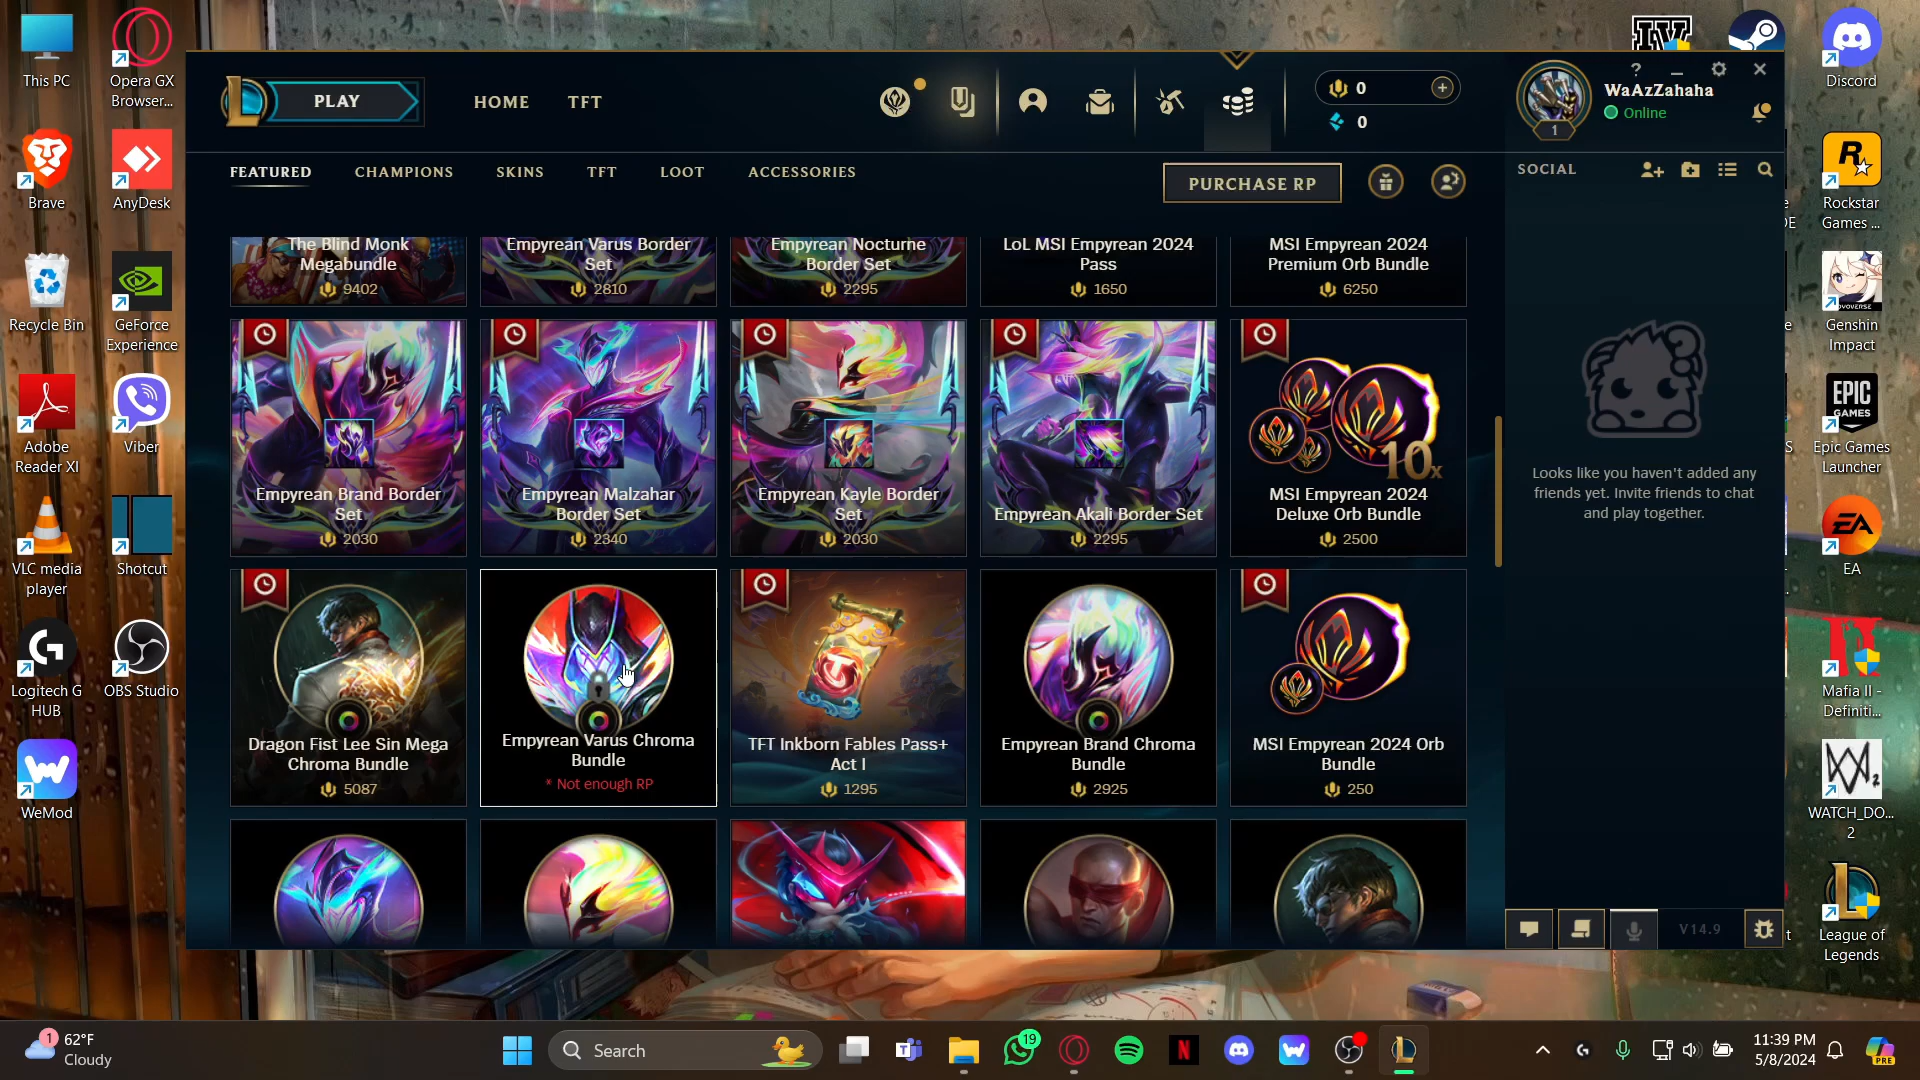 This PC
Opera GX
Browser...
Brave
AnyDesk
Recycle Bin
GeForce
Experience
Adobe
Reader XI
Viber
VLC media
player
Shotcut
Logitech G
HUB
OBS Studio
WeMod
PLAY
HOME
TFT
0
0
?
WaAzZahaha
Online
1
FEATURED
CHAMPIONS
SKINS
TFT
LOOT
ACCESSORIES
PURCHASE RP
SOCIAL
The Blind Monk
Megabundle
9402
Empyrean Varus Border
Set
2810
Empyrean Nocturne
Border Set
2295
LoL MSI Empyrean 2024
Pass
1650
MSI Empyrean 2024
Premium Orb Bundle
6250
Empyrean Brand Border
Set
2030
Empyrean Malzahar
Border Set
2340
Empyrean Kayle Border
Set
2030
Empyrean Akali Border Set
2295
10x
MSI Empyrean 2024
Deluxe Orb Bundle
2500
Dragon Fist Lee Sin Mega
Chroma Bundle
5087
Empyrean Varus Chroma
Bundle
* Not enough RP
TFT Inkborn Fables Pass+
Act I
1295
Empyrean Brand Chroma
Bundle
2925
MSI Empyrean 2024 Orb
Bundle
250
Looks like you haven't added any
friends yet. Invite friends to chat
and play together.
V14.9
IV
Discord
Rockstar
Games ...
Genshin
Impact
EPIC
GAMES
Epic Games
Launcher
EA
EA
Mafia II -
Definiti...
WATCH_DO...
2
League of
Legends
1
62°F
Cloudy
Search
19
11:39 PM
5/8/2024
PRE